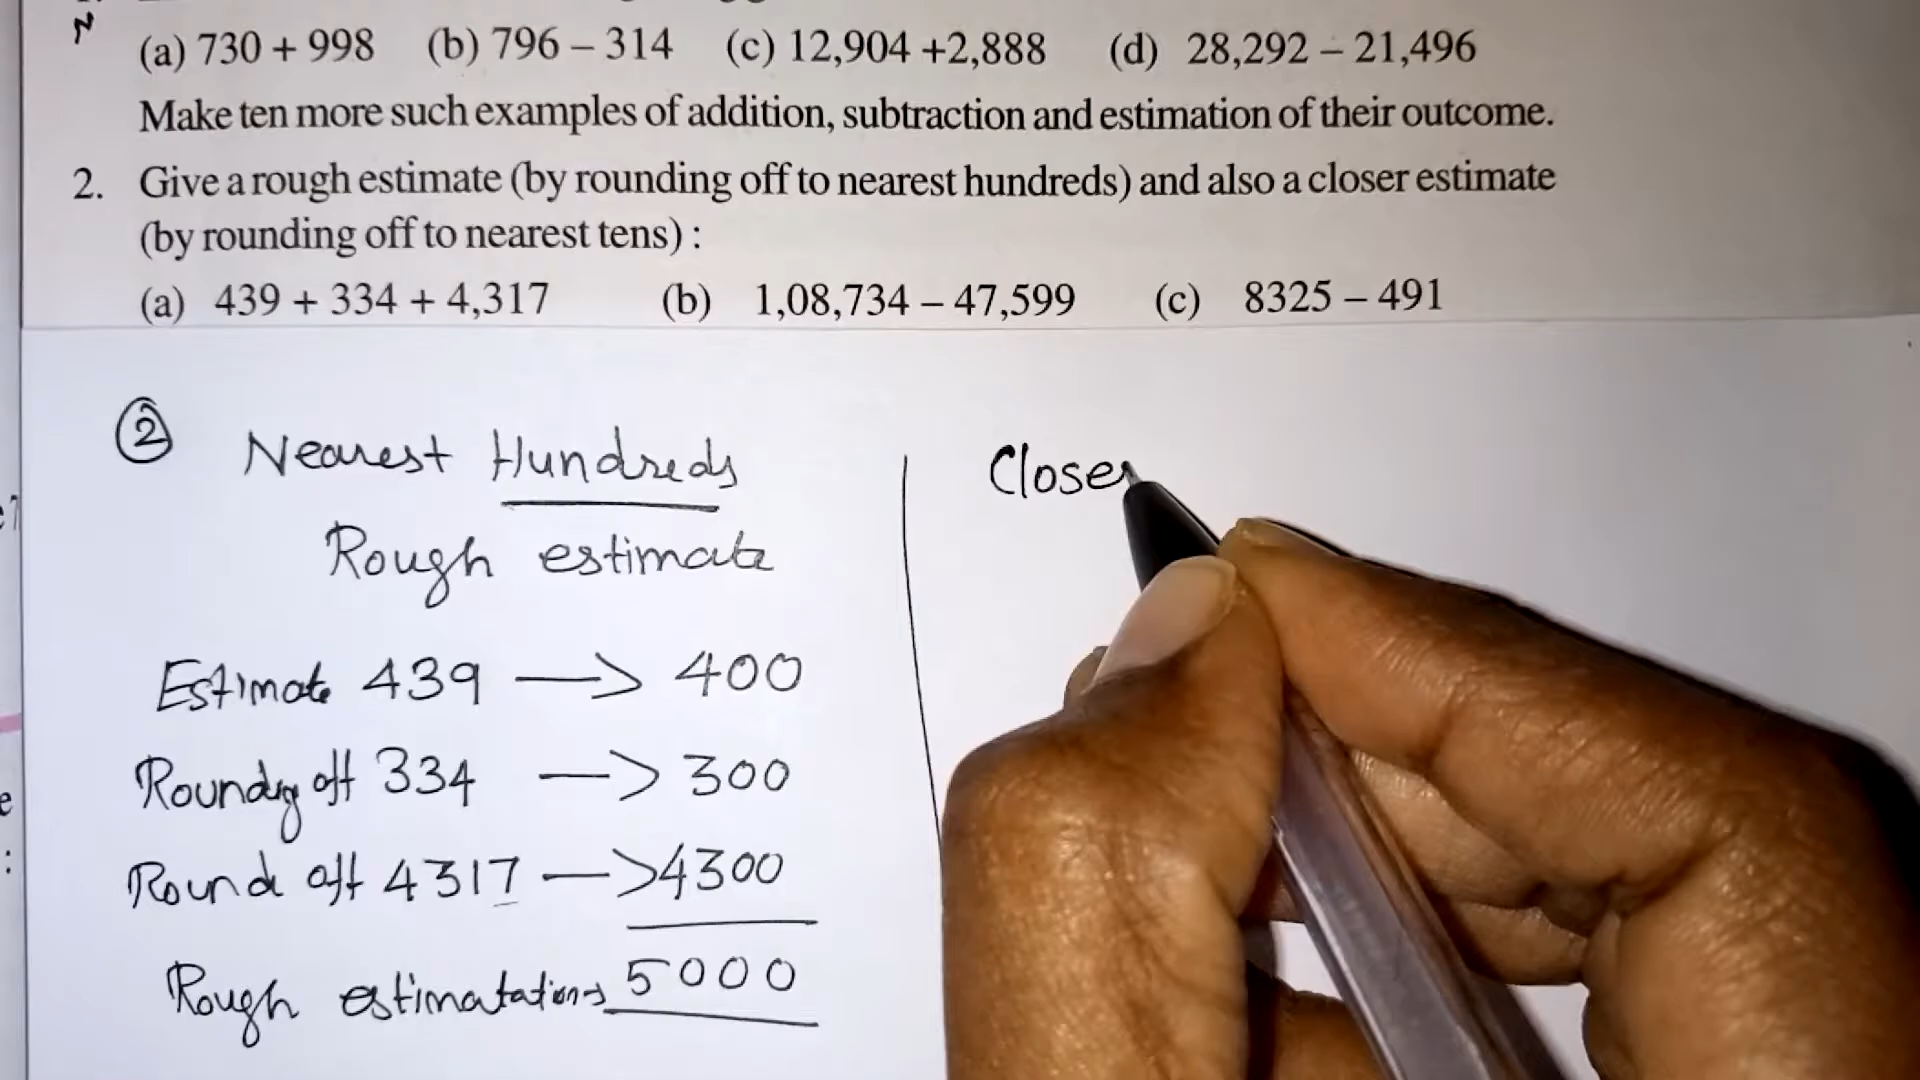 (a) 730 + 998 (b) 796 – 314 (c) 12,904 +2,888 (d) 28,292 – 21,496
Make ten more such examples of addition, subtraction and estimation of their outcome.
2. Give a rough estimate (by rounding off to nearest hundreds) and also a closer estimate
(by rounding off to nearest tens) :
(a) 439 + 334 + 4,317 (b) 1,08,734 – 47,599 (c) 8325 – 491
② Nearest Hundreds
Rough estimate
Estimate 439 —> 400
Roundg off 334 —> 300
Round off 4317 —> 4300
Rough estimatation→ 5000
Closer